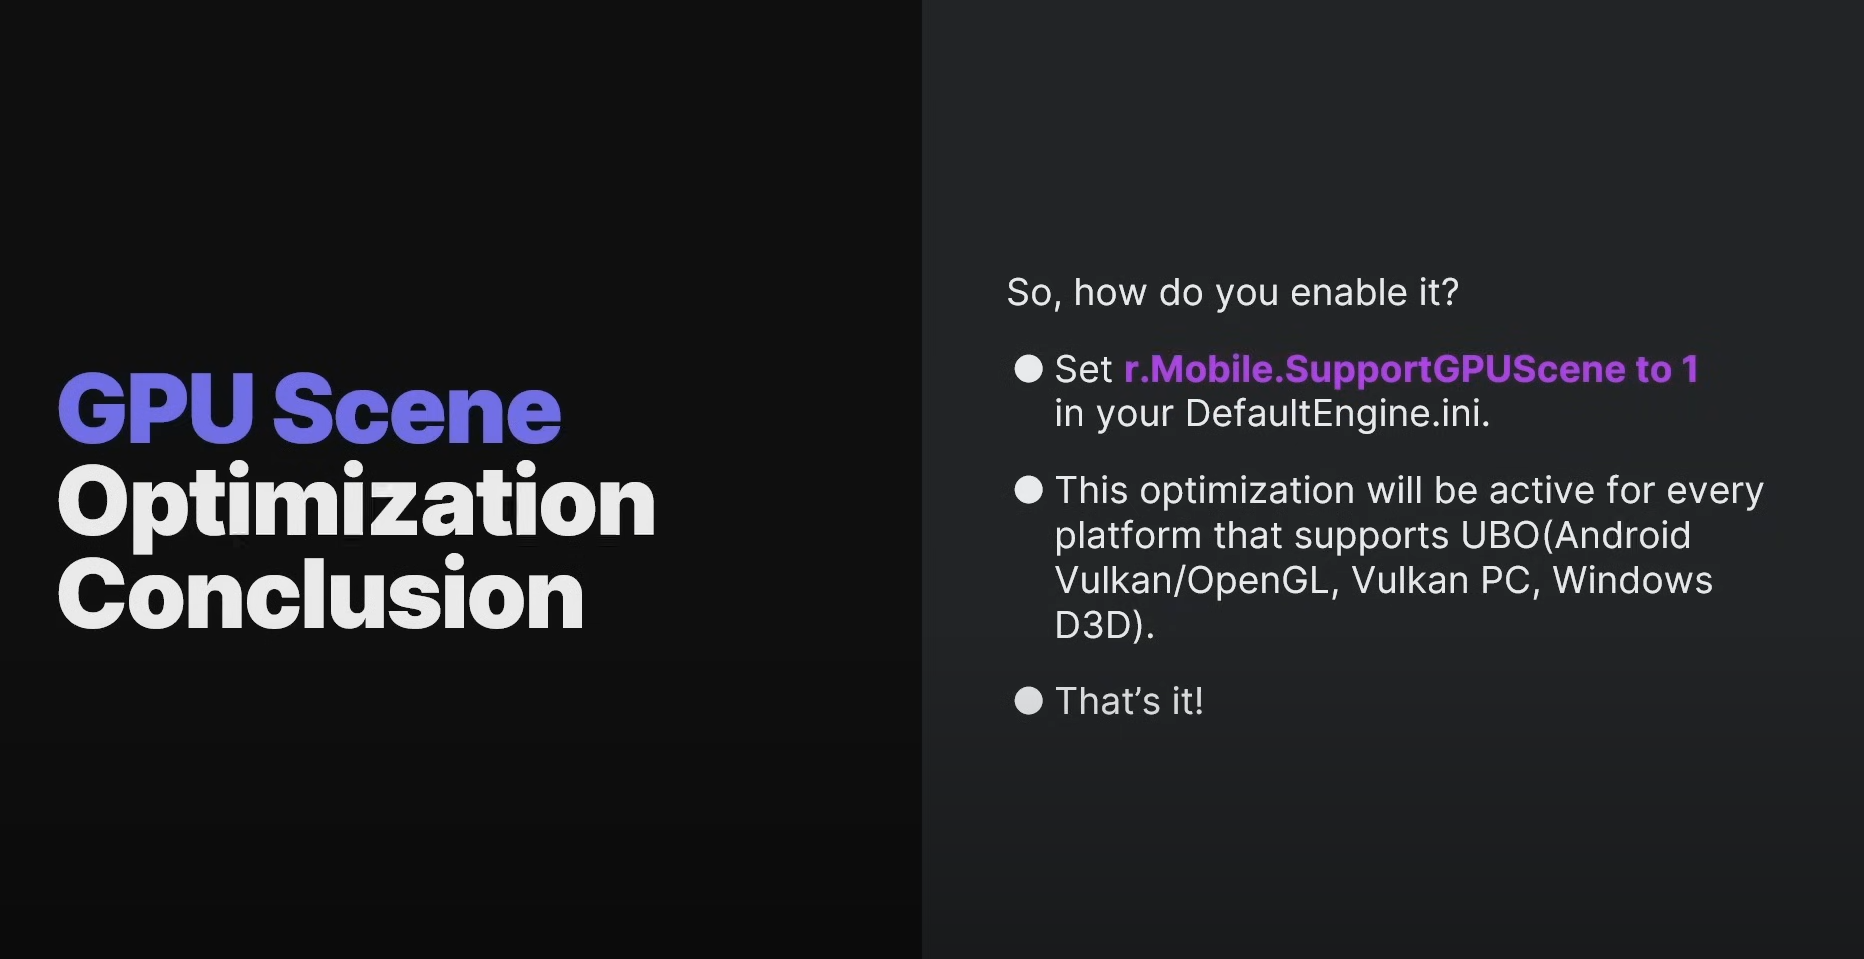 GPU Scene
Optimization
Conclusion
So, how do you enable it?
● Set r.Mobile.SupportGPUScene to 1
in your DefaultEngine.ini.
● This optimization will be active for every
platform that supports UBO(Android
Vulkan/OpenGL, Vulkan PC, Windows
D3D).
● That’s it!